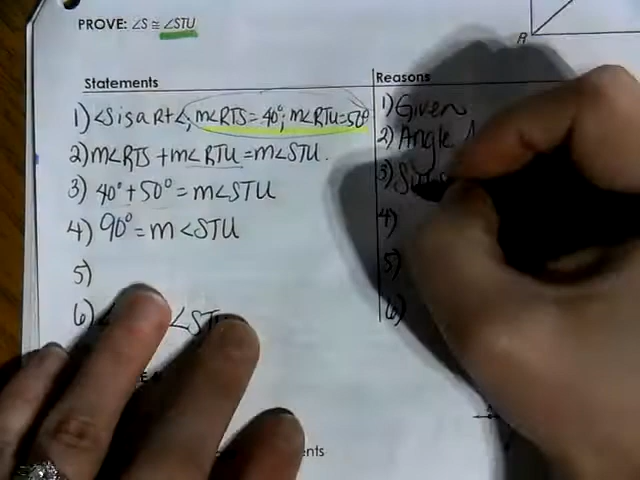 PROVE: ∠S ≅ ∠STU
R
Statements
Reasons
1) ∠S is a Rt ∠; m∠RTS = 40°; m∠RTU = 50°
1) Given
2) m∠RTS + m∠RTU = m∠STU.
2) Angle
3) 40° + 50° = m∠STU
3)
4) 90° = m∠STU
4)
5)
5)
6)
6)